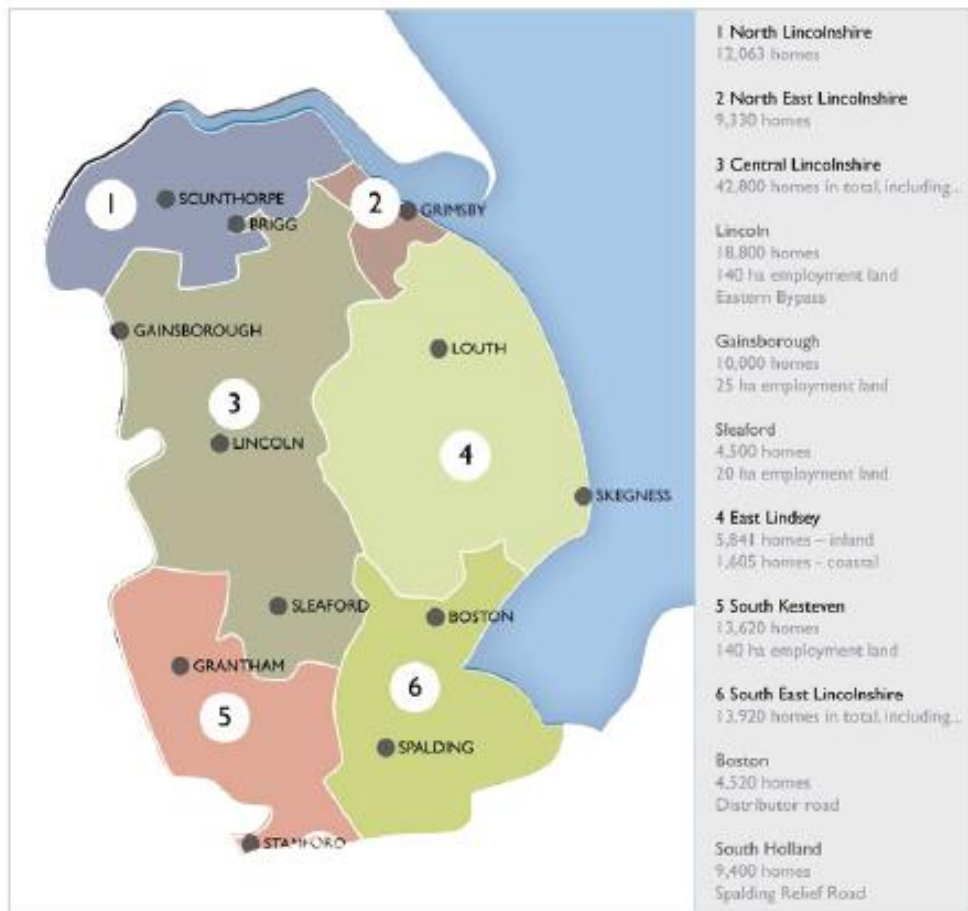 1
SCUNTHORPE
BRIGG
2
GRIMSBY
GAINSBOROUGH
LOUTH
3
LINCOLN
4
SKEGNESS
SLEAFORD
BOSTON
GRANTHAM
5
6
SPALDING
STAMFORD
1 North Lincolnshire
12,063 homes
2 North East Lincolnshire
9,330 homes
3 Central Lincolnshire
42,800 homes in total, including...
Lincoln
18,800 homes
140 ha employment land
Eastern Bypass
Gainsborough
10,000 homes
25 ha employment land
Sleaford
4,500 homes
20 ha employment land
4 East Lindsey
5,841 homes – inland
1,605 homes - coastal
5 South Kesteven
13,620 homes
140 ha employment land
6 South East Lincolnshire
13,920 homes in total, including...
Boston
4,520 homes
Distributor road
South Holland
9,400 homes
Spalding Relief Road